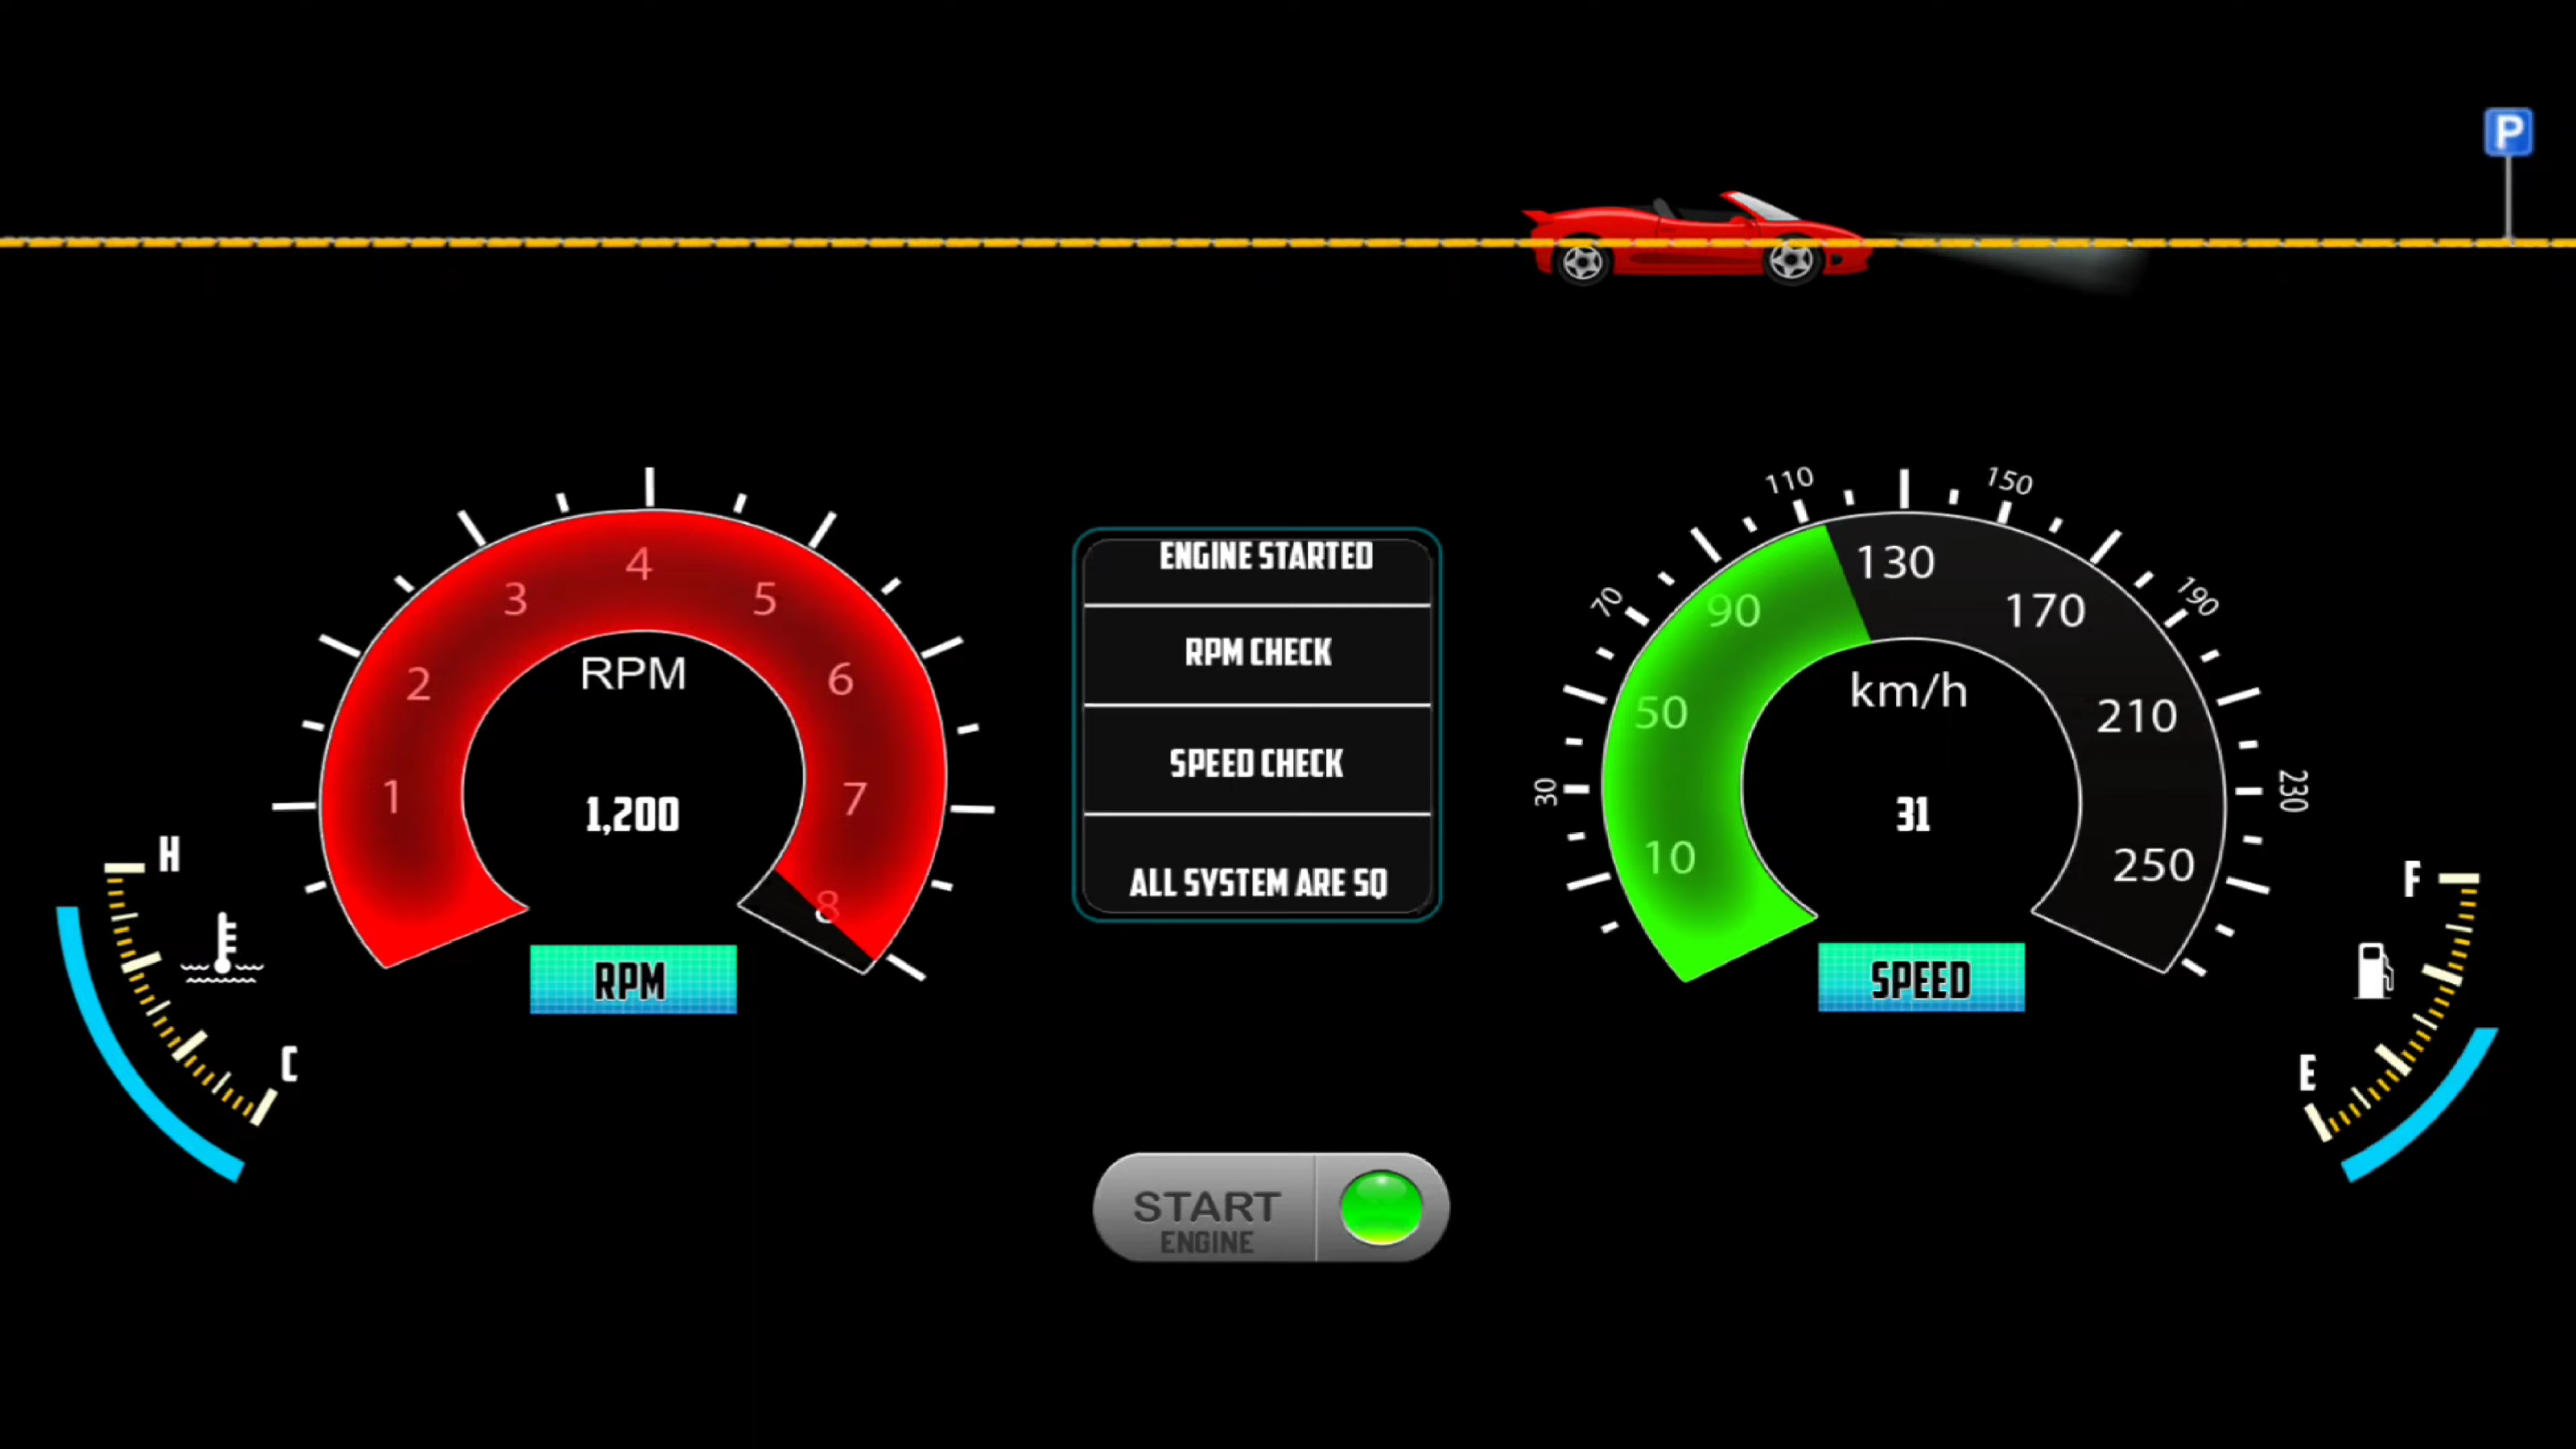 P
ENGINE STARTED
RPM CHECK
SPEED CHECK
ALL SYSTEM ARE SQ
1
2
3
4
5
6
7
8
RPM
1,200
RPM
10
30
50
70
90
110
130
150
170
190
210
230
250
km/h
31
SPEED
H
C
F
E
START
ENGINE